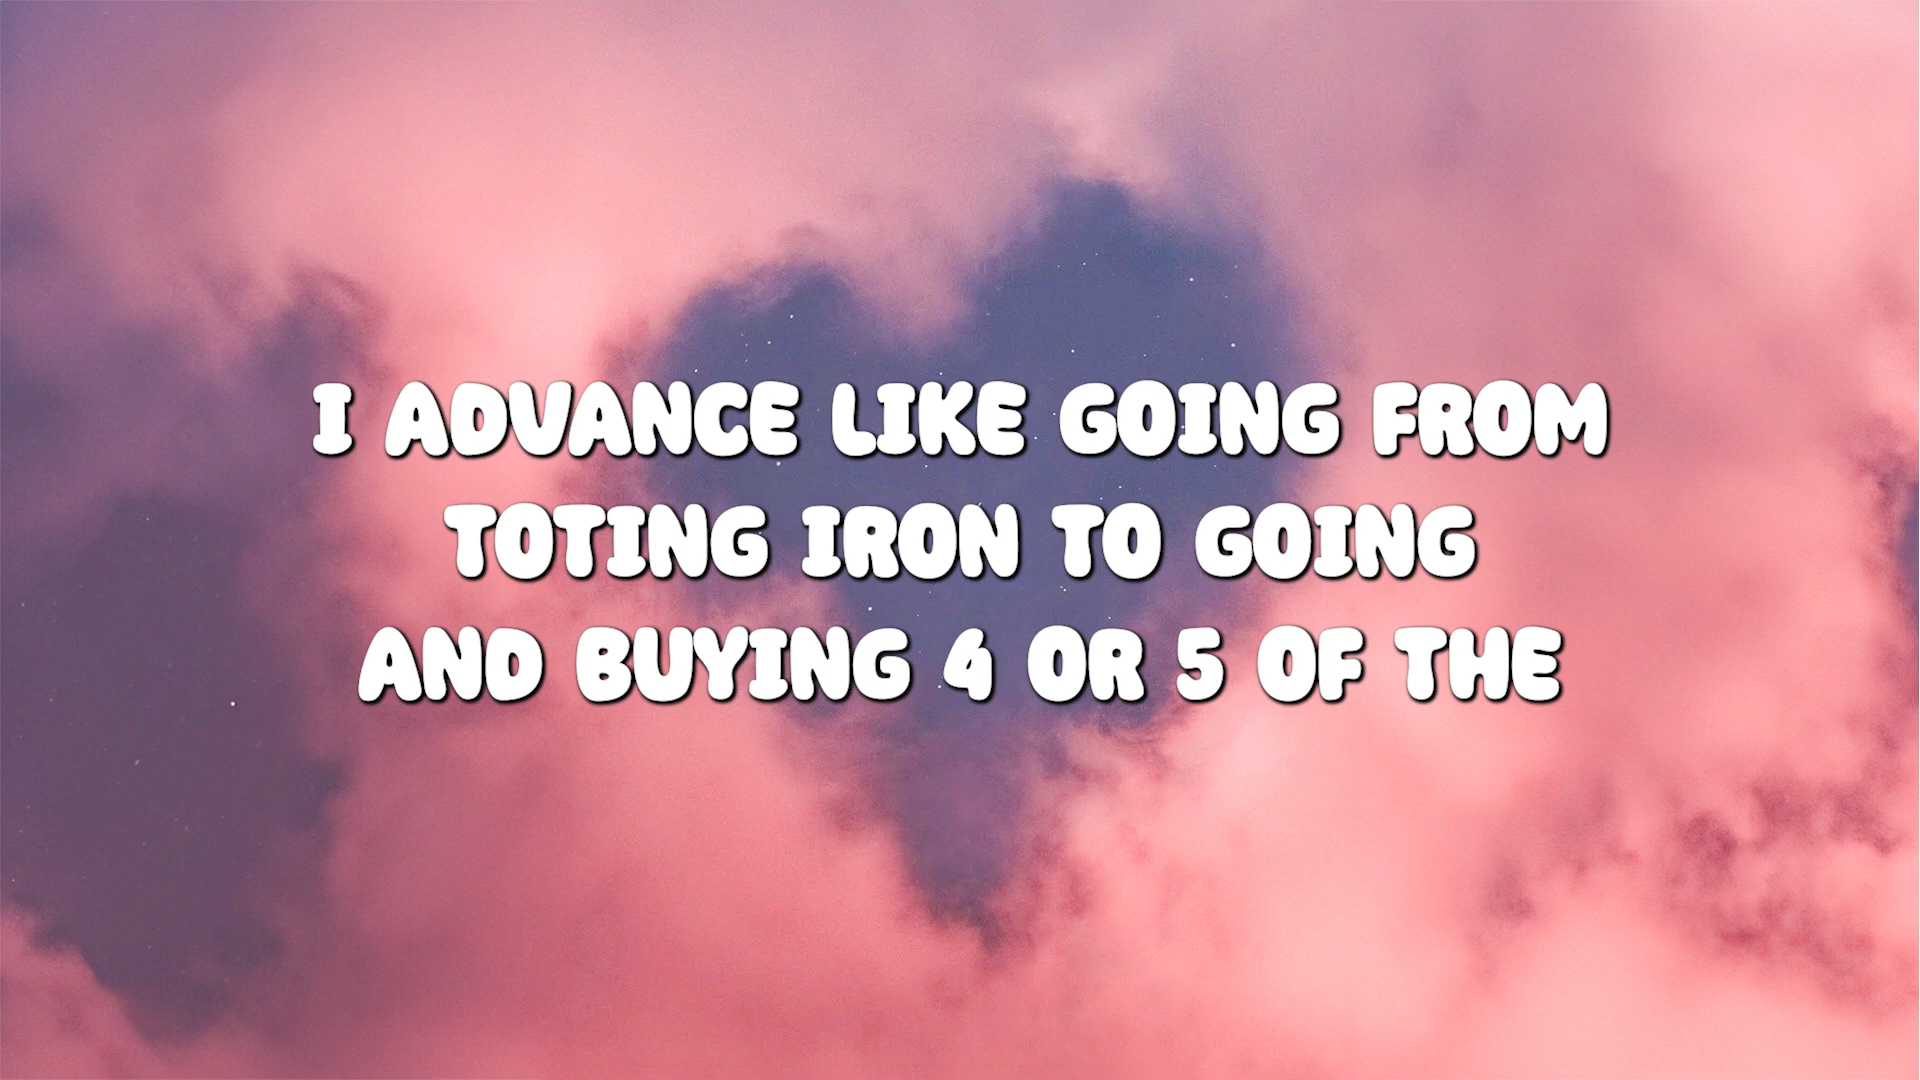 I ADVANCE LIKE GOING FROM
TOTING IRON TO GOING
AND BUYING 4 OR 5 OF THE